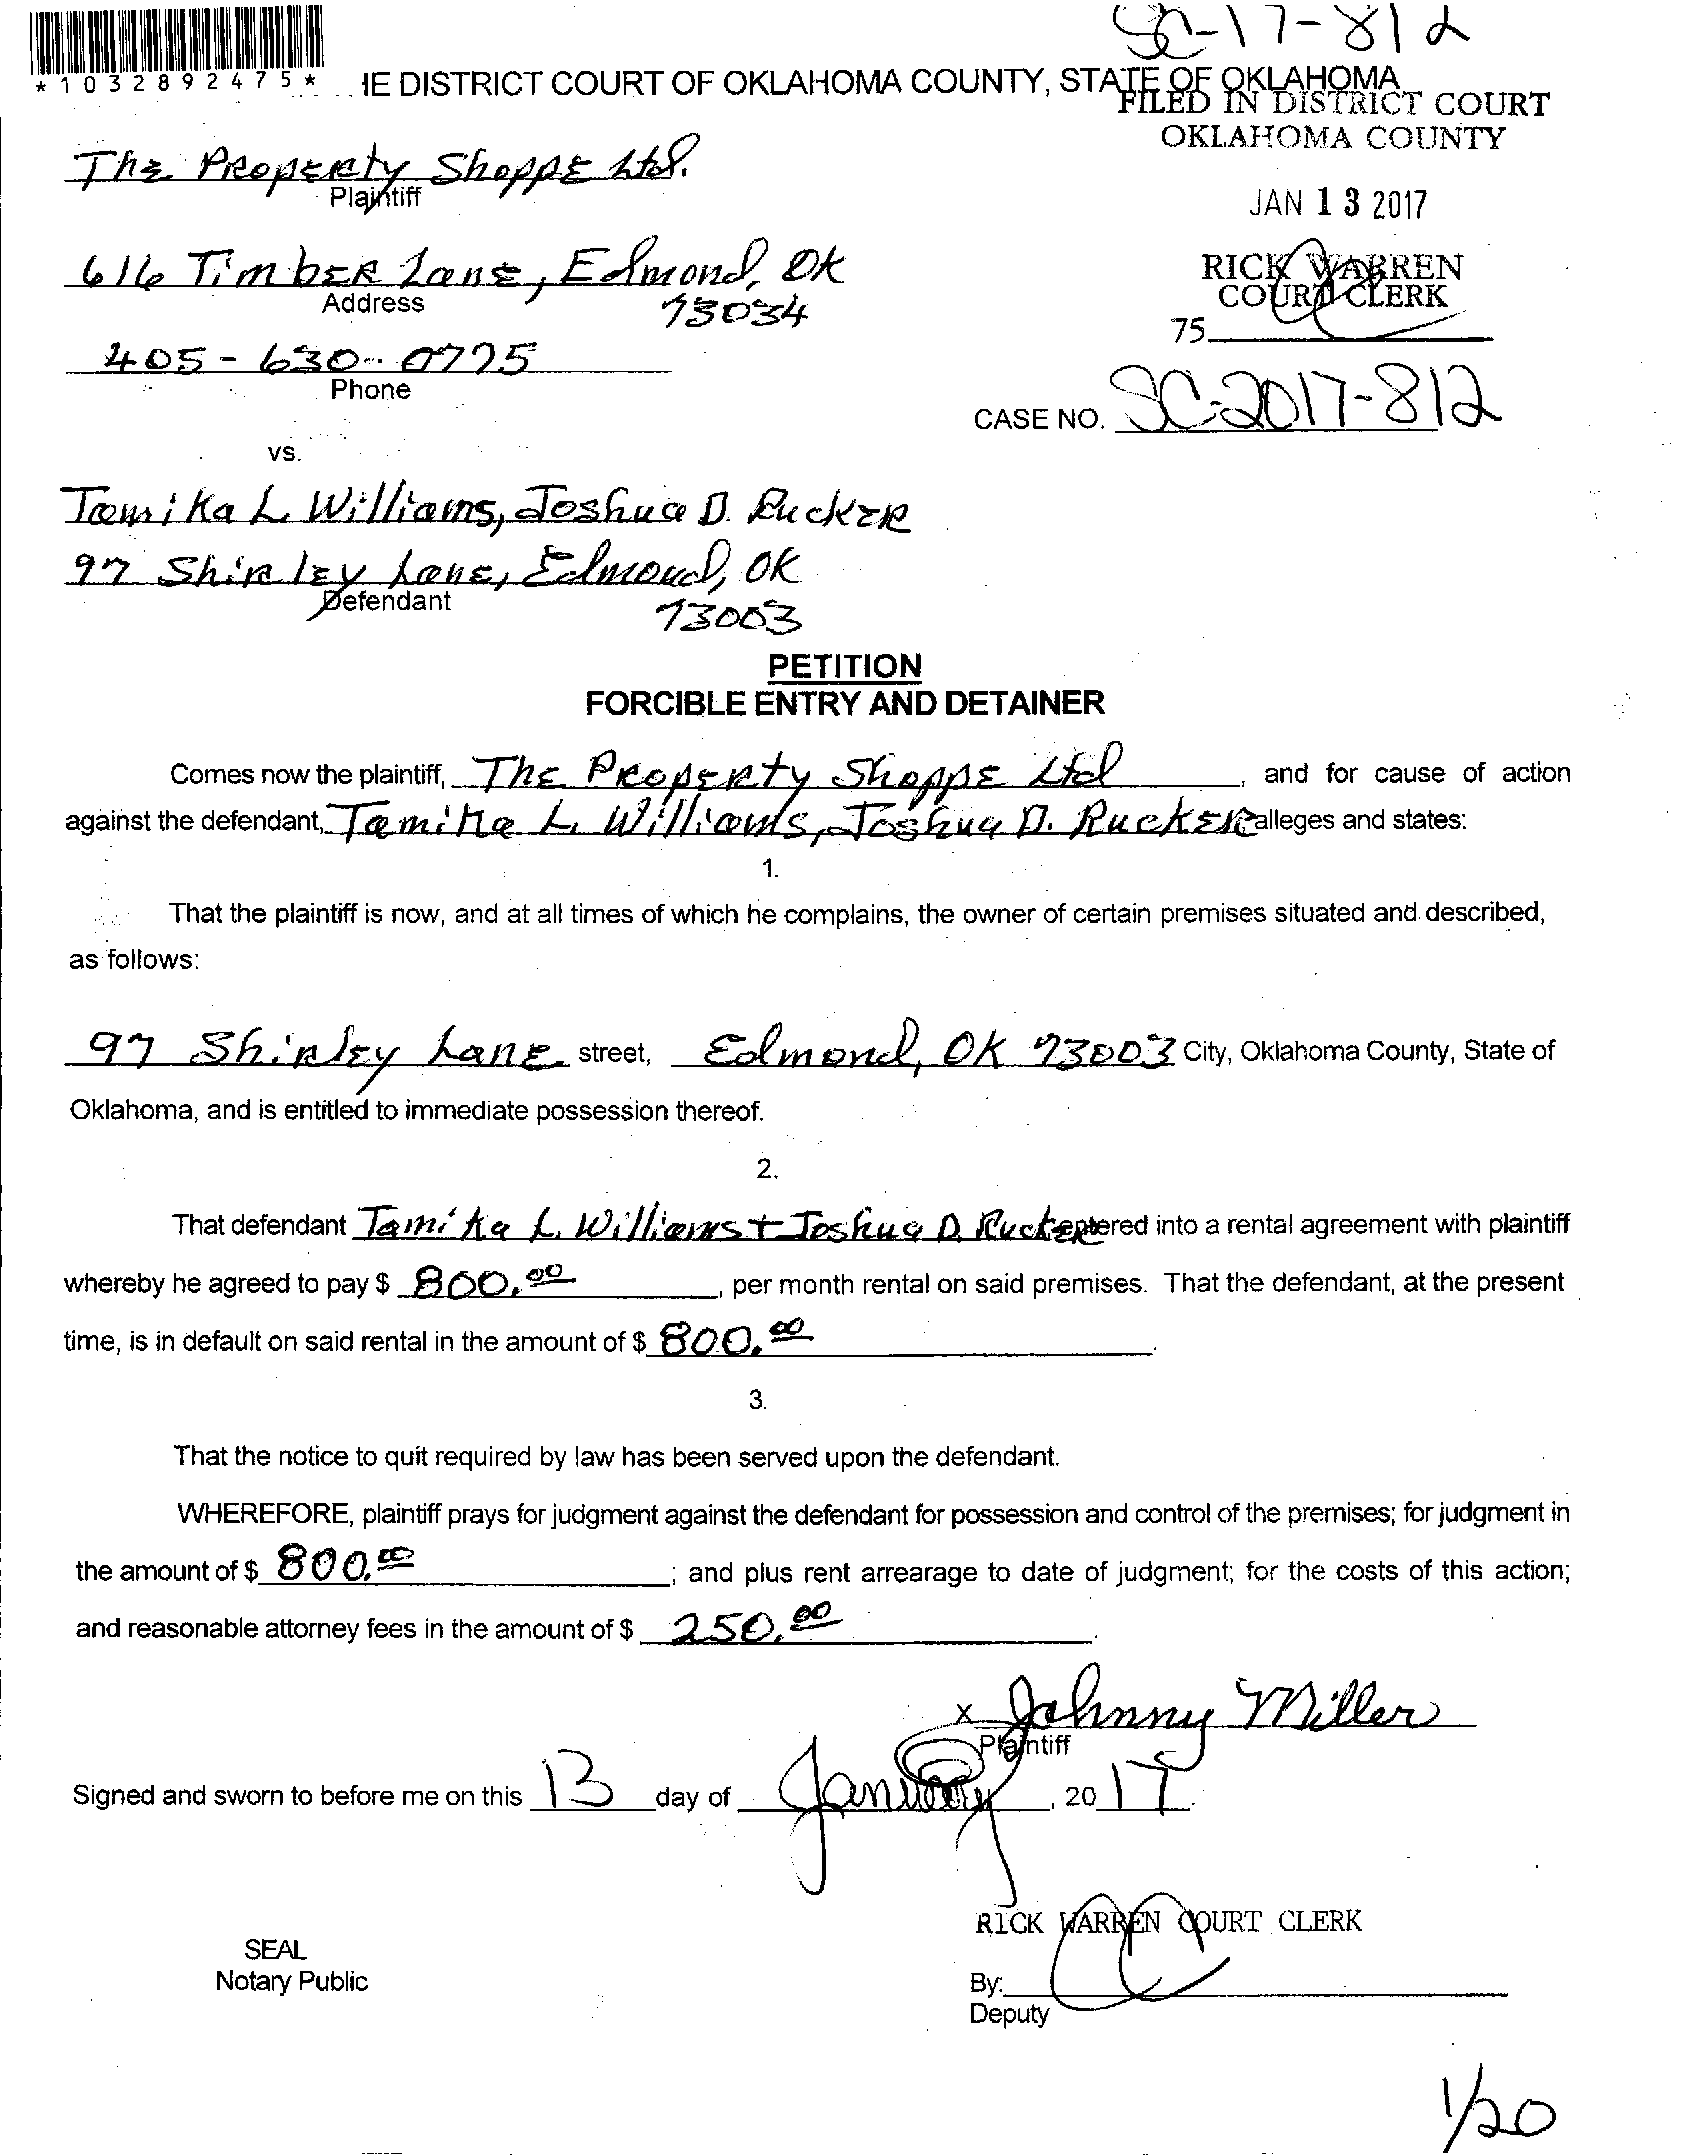 SC-17-812
*1032892475*
HE DISTRICT COURT OF OKLAHOMA COUNTY, STATE OF OKLAHOMA
FILED IN DISTRICT COURT
OKLAHOMA COUNTY
The Property Shoppe Ltd.
Plaintiff
JAN 13 2017
616 Timber Lane, Edmond, OK
Address
73034
RICK WARREN
COURT CLERK
75
405-630-0775
Phone
CASE NO. SC-2017-812
vs.
Tamika L Williams, Joshua D. Rucker
97 Shirley Lane, Edmond, OK
Defendant
73003
PETITION
FORCIBLE ENTRY AND DETAINER
Comes now the plaintiff, The Property Shoppe Ltd, and for cause of action
against the defendant, Tamika L. Williams, Joshua D. Rucker alleges and states:
1.
That the plaintiff is now, and at all times of which he complains, the owner of certain premises situated and described,
as follows:
97 Shirley Lane street, Edmond, OK 73003 City, Oklahoma County, State of
Oklahoma, and is entitled to immediate possession thereof.
2.
That defendant Tamika L. Williams + Joshua D. Rucker entered into a rental agreement with plaintiff
whereby he agreed to pay $ 800.00, per month rental on said premises. That the defendant, at the present
time, is in default on said rental in the amount of $ 800.00.
3.
That the notice to quit required by law has been served upon the defendant.
WHEREFORE, plaintiff prays for judgment against the defendant for possession and control of the premises; for judgment in
the amount of $ 800.00; and plus rent arrearage to date of judgment; for the costs of this action;
and reasonable attorney fees in the amount of $ 250.00.
x Johnny Miller
Plaintiff
Signed and sworn to before me on this 13 day of January, 2017.
RICK WARREN COURT CLERK
SEAL
Notary Public
By:
Deputy
1/20